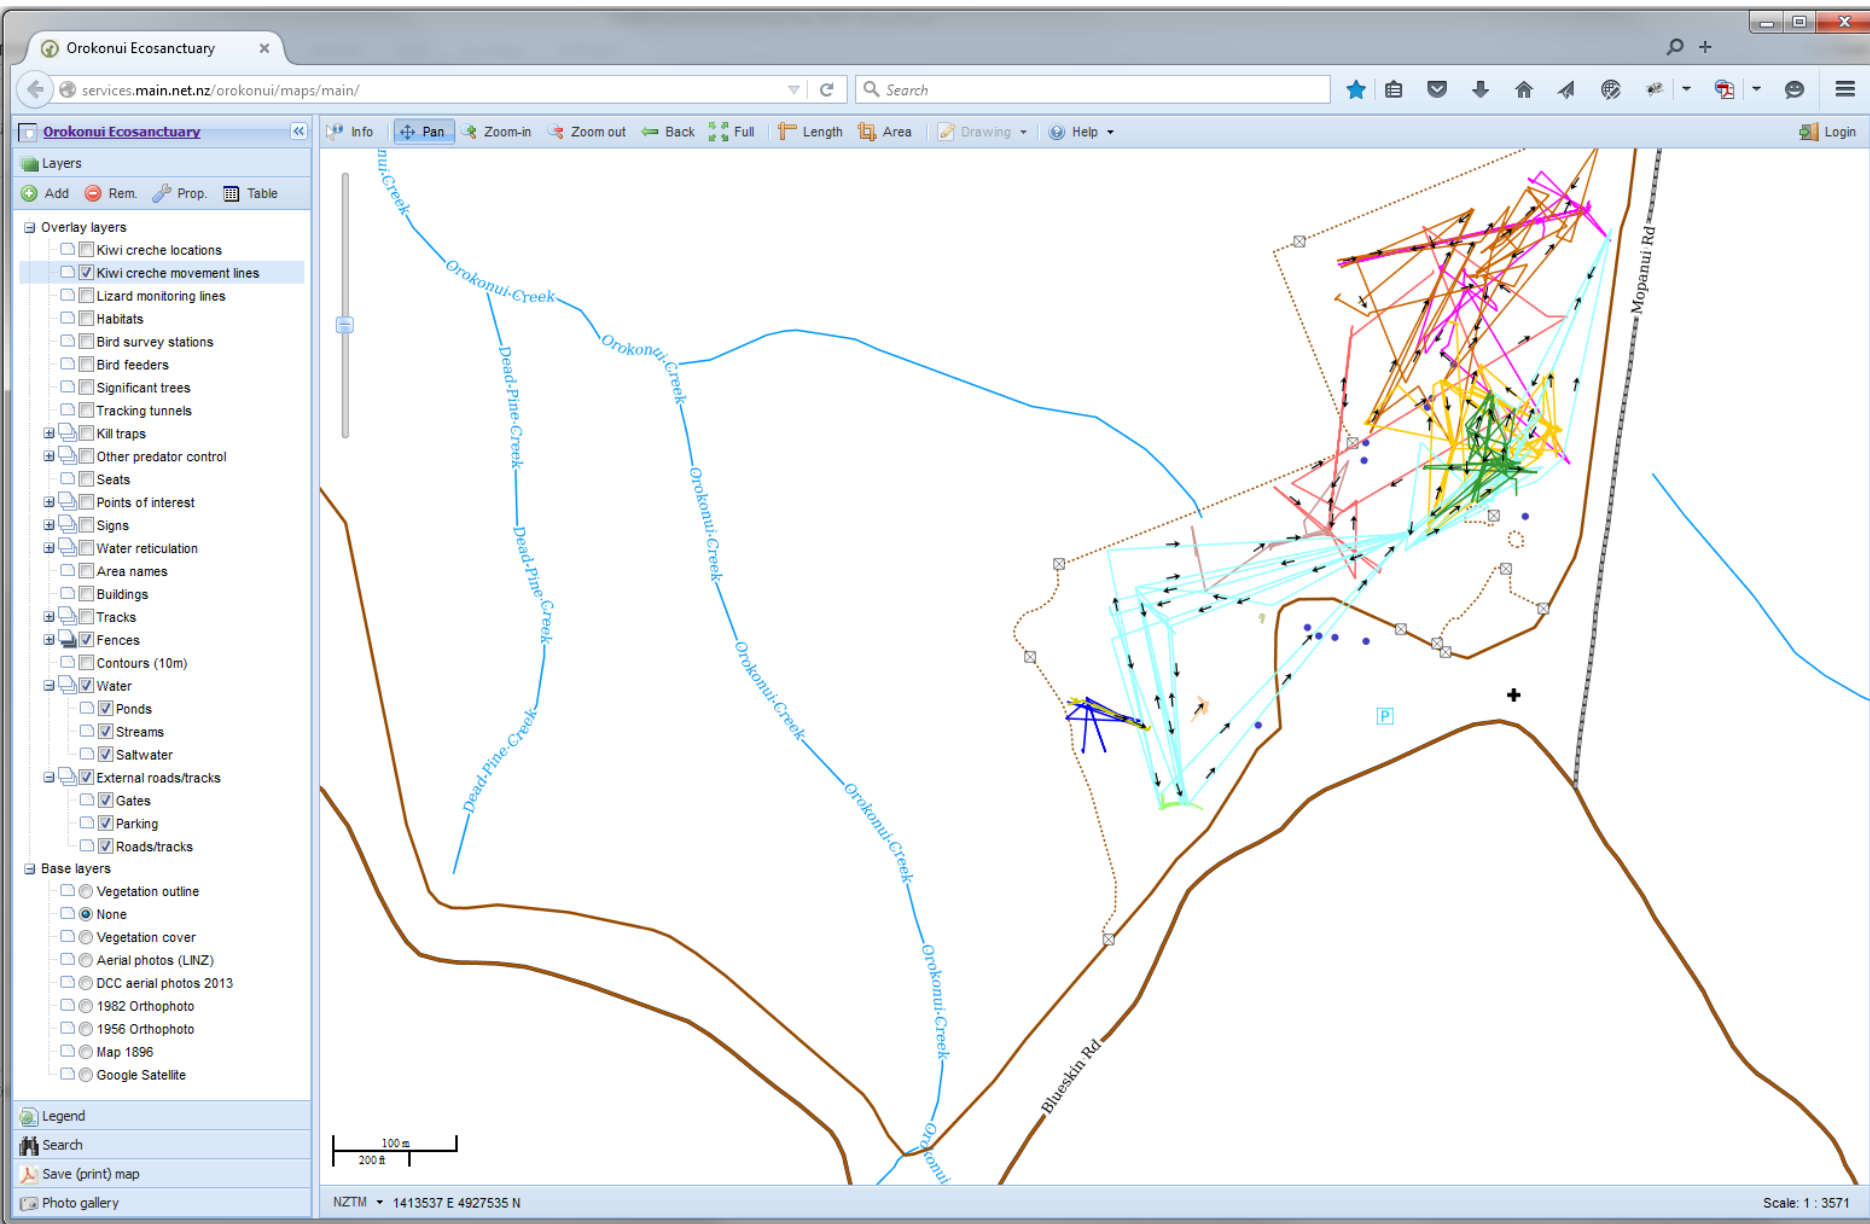 Orokonui Ecosanctuary
services.main.net.nz/orokonui/maps/main/
Search
Orokonui Ecosanctuary
Info Pan Zoom-in Zoom out Back Full Length Area Drawing Help Login
Layers
Add Rem. Prop. Table
Overlay layers
Kiwi creche locations
Kiwi creche movement lines
Lizard monitoring lines
Habitats
Bird survey stations
Bird feeders
Significant trees
Tracking tunnels
Kill traps
Other predator control
Seats
Points of interest
Signs
Water reticulation
Area names
Buildings
Tracks
Fences
Contours (10m)
Water
Ponds
Streams
Saltwater
External roads/tracks
Gates
Parking
Roads/tracks
Base layers
Vegetation outline
None
Vegetation cover
Aerial photos (LINZ)
DCC aerial photos 2013
1982 Orthophoto
1956 Orthophoto
Map 1896
Google Satellite
Legend
Search
Save (print) map
Photo gallery
nui·Creek
Orokonui·Creek
Orokonui·Creek
Orokonui·Creek
Orokonui·Creek
Orokonui·Creek
Orokonui·Creek
Orokonui
Dead·Pine·Creek
Dead·Pine·Creek
Dead·Pine·Creek
Mopanui Rd
P
Blueskin·Rd
100 m
200 ft
NZTM 1413537 E 4927535 N
Scale: 1 : 3571